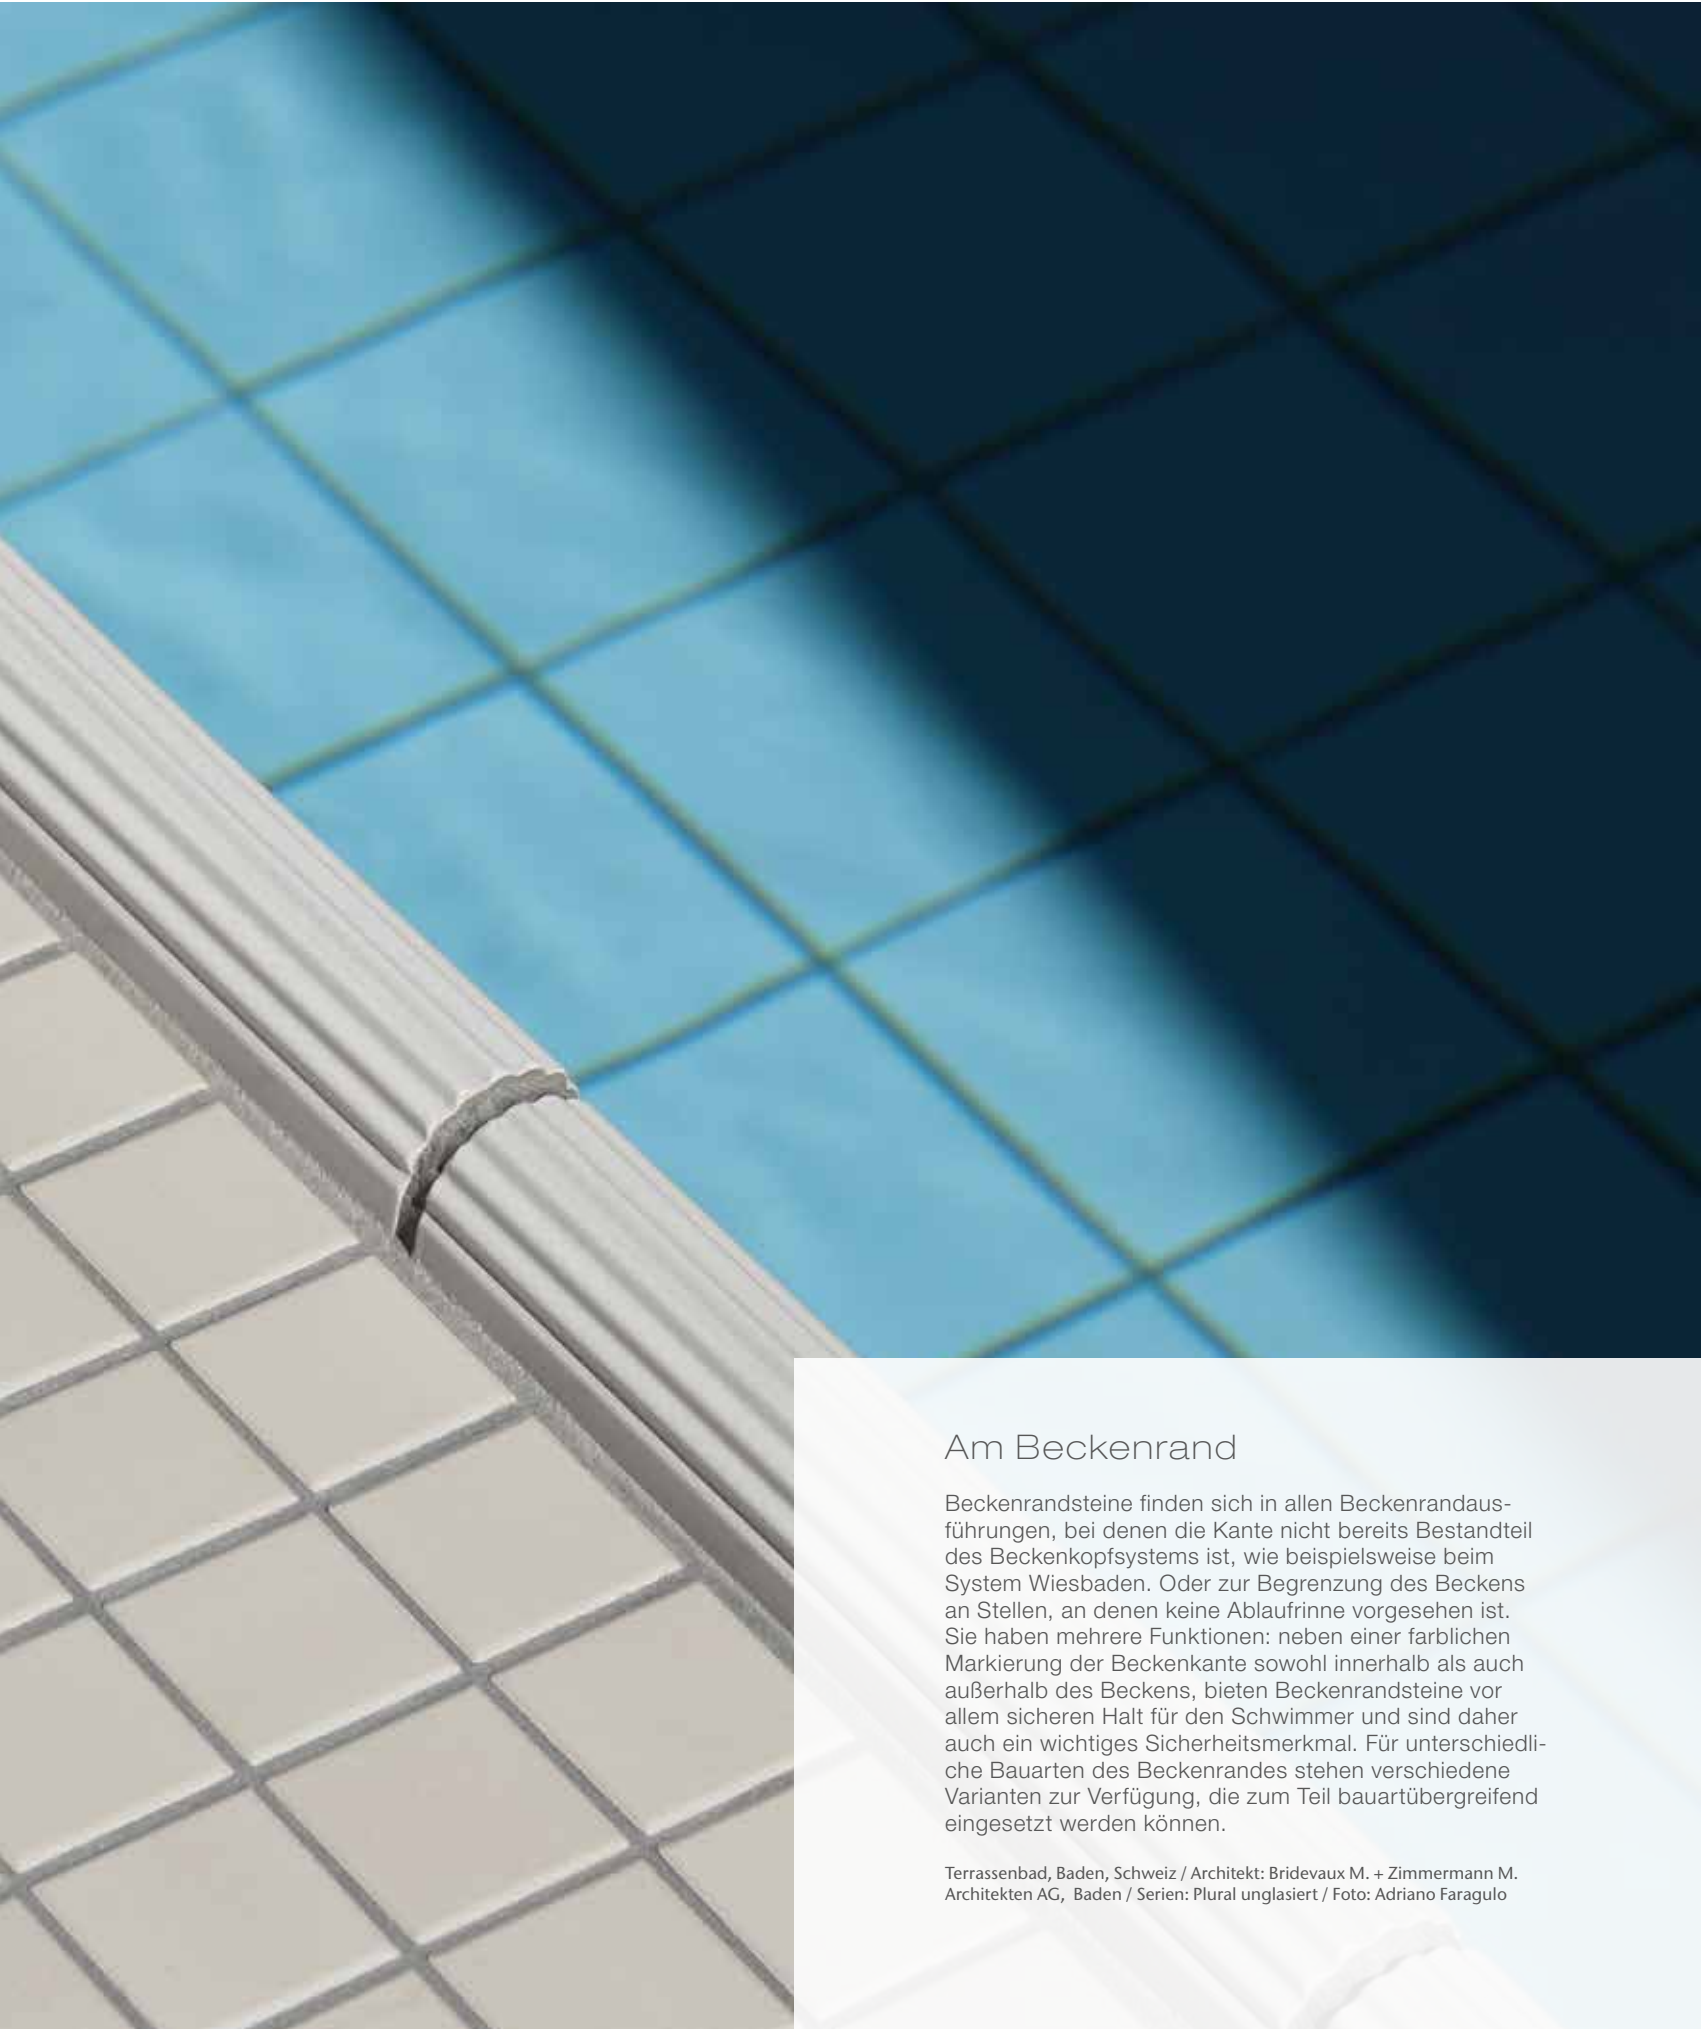 Am Beckenrand
Beckenrandsteine finden sich in allen Beckenrandaus-
führungen, bei denen die Kante nicht bereits Bestandteil
des Beckenkopfsystems ist, wie beispielsweise beim
System Wiesbaden. Oder zur Begrenzung des Beckens
an Stellen, an denen keine Ablaufrinne vorgesehen ist.
Sie haben mehrere Funktionen: neben einer farblichen
Markierung der Beckenkante sowohl innerhalb als auch
außerhalb des Beckens, bieten Beckenrandsteine vor
allem sicheren Halt für den Schwimmer und sind daher
auch ein wichtiges Sicherheitsmerkmal. Für unterschiedli-
che Bauarten des Beckenrandes stehen verschiedene
Varianten zur Verfügung, die zum Teil bauartübergreifend
eingesetzt werden können.
Terrassenbad, Baden, Schweiz / Architekt: Bridevaux M. + Zimmermann M.
Architekten AG, Baden / Serien: Plural unglasiert / Foto: Adriano Faragulo